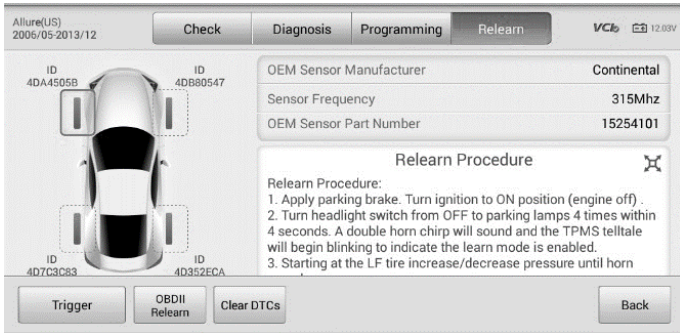 Allure(US)
2006/05-2013/12
Check
Diagnosis
Programming
Relearn
VCI
12.03V
ID
4DA4505B
ID
4DB80547
ID
4D7C3C83
ID
4D352ECA
OEM Sensor Manufacturer Continental
Sensor Frequency 315Mhz
OEM Sensor Part Number 15254101
Relearn Procedure
Relearn Procedure:
1. Apply parking brake. Turn ignition to ON position (engine off) .
2. Turn headlight switch from OFF to parking lamps 4 times within
4 seconds. A double horn chirp will sound and the TPMS telltale
will begin blinking to indicate the learn mode is enabled.
3. Starting at the LF tire increase/decrease pressure until horn
Trigger
OBDII
Relearn
Clear DTCs
Back